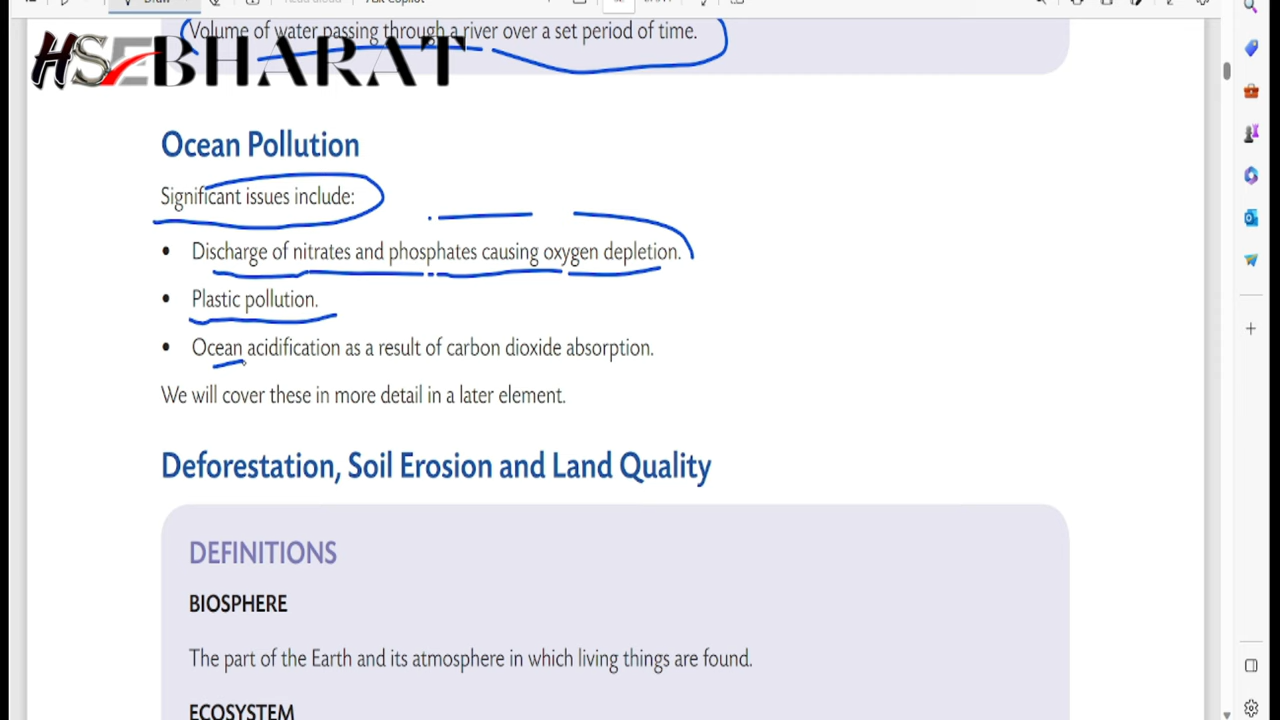 Draw
Ask Copilot
Volume of water passing through a river over a set period of time.
HSEBHARAT
Ocean Pollution
Significant issues include:
• Discharge of nitrates and phosphates causing oxygen depletion.
• Plastic pollution.
• Ocean acidification as a result of carbon dioxide absorption.
We will cover these in more detail in a later element.
Deforestation, Soil Erosion and Land Quality
DEFINITIONS
BIOSPHERE
The part of the Earth and its atmosphere in which living things are found.
ECOSYSTEM